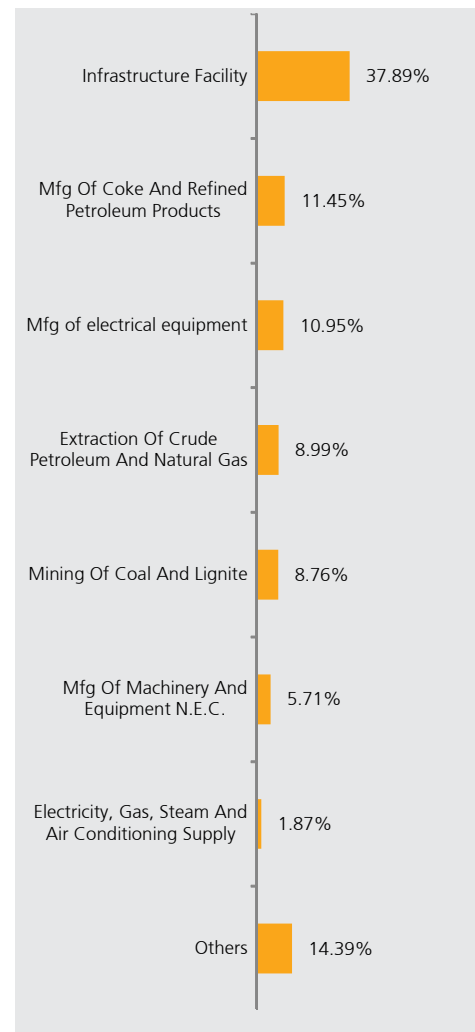 Infrastructure Facility 37.89%
Mfg Of Coke And Refined
Petroleum Products 11.45%
Mfg of electrical equipment 10.95%
Extraction Of Crude
Petroleum And Natural Gas 8.99%
Mining Of Coal And Lignite 8.76%
Mfg Of Machinery And
Equipment N.E.C. 5.71%
Electricity, Gas, Steam And
Air Conditioning Supply 1.87%
Others 14.39%